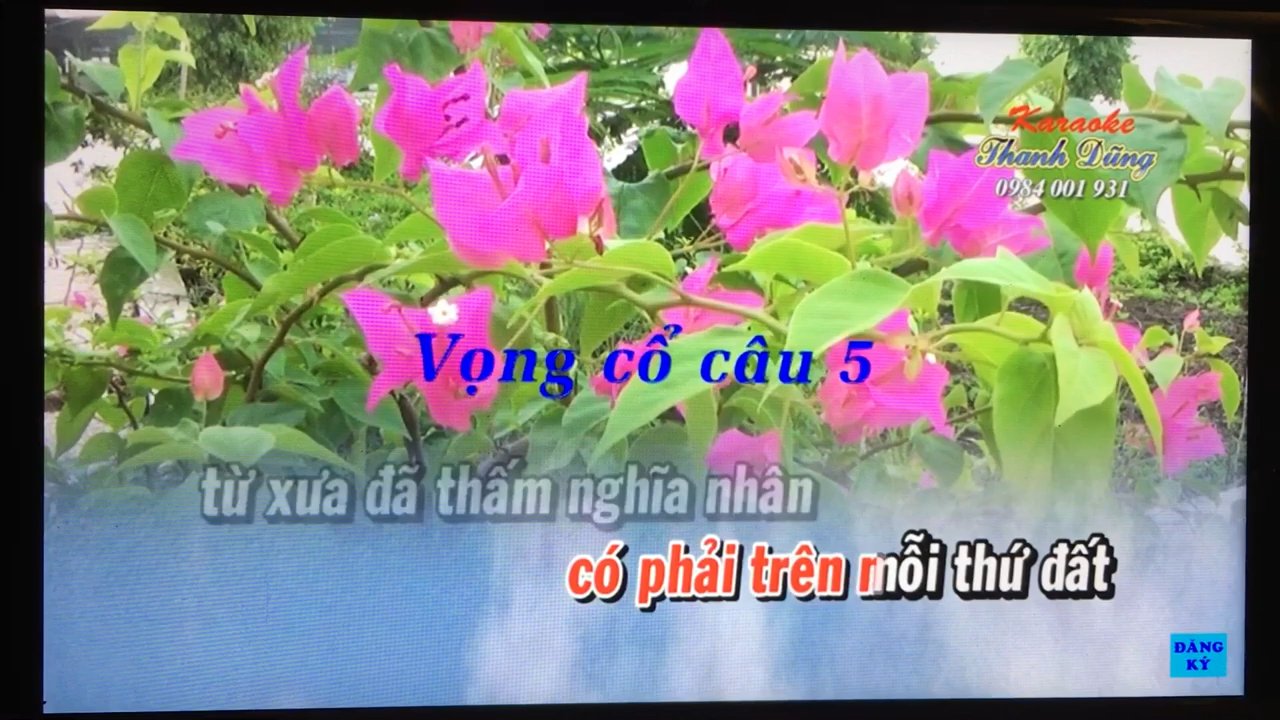 Karaoke
Thanh Dũng
0984 001 931
Vọng cổ câu 5
từ xưa đã thấm nghĩa nhân
có phải trên mỗi thứ đất
ĐĂNG
KÝ